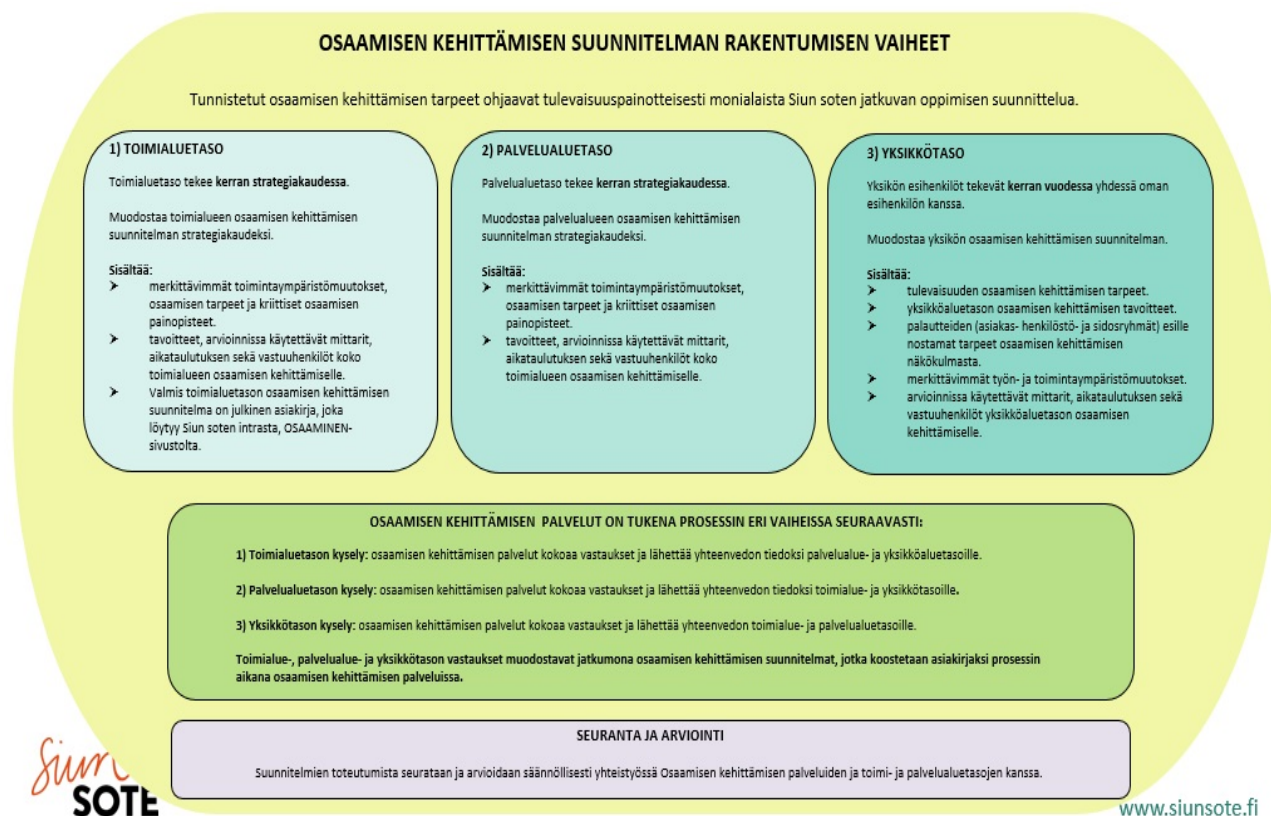 OSAAMISEN KEHITTÄMISEN SUUNNITELMAN RAKENTUMISEN VAIHEET
Tunnistetut osaamisen kehittämisen tarpeet ohjaavat tulevaisuuspainotteisesti monialaista Siun soten jatkuvan oppimisen suunnittelua.
1) TOIMIALUETASO
Toimialuetaso tekee kerran strategiakaudessa.
Muodostaa toimialueen osaamisen kehittämisen
suunnitelman strategiakaudeksi.
Sisältää:
➤ merkittävimmät toimintaympäristömuutokset,
osaamisen tarpeet ja kriittiset osaamisen
painopisteet.
➤ tavoitteet, arvioinnissa käytettävät mittarit,
aikataulutuksen sekä vastuuhenkilöt koko
toimialueen osaamisen kehittämiselle.
➤ Valmis toimialuetason osaamisen kehittämisen
suunnitelma on julkinen asiakirja, joka
löytyy Siun soten intrasta, OSAAMINEN-
sivustolta.
2) PALVELUALUETASO
Palvelualuetaso tekee kerran strategiakaudessa.
Muodostaa palvelualueen osaamisen kehittämisen
suunnitelman strategiakaudeksi.
Sisältää:
➤ merkittävimmät toimintaympäristömuutokset,
osaamisen tarpeet ja kriittiset osaamisen
painopisteet.
➤ tavoitteet, arvioinnissa käytettävät mittarit,
aikataulutuksen sekä vastuuhenkilöt koko
toimialueen osaamisen kehittämiselle.
3) YKSIKKÖTASO
Yksikön esihenkilöt tekevät kerran vuodessa yhdessä oman
esihenkilön kanssa.
Muodostaa yksikön osaamisen kehittämisen suunnitelman.
Sisältää:
➤ tulevaisuuden osaamisen kehittämisen tarpeet.
➤ yksikköaluetason osaamisen kehittämisen tavoitteet.
➤ palautteiden (asiakas- henkilöstö- ja sidosryhmät) esille
nostamat tarpeet osaamisen kehittämisen
näkökulmasta.
➤ merkittävimmät työn- ja toimintaympäristömuutokset.
➤ arvioinnissa käytettävät mittarit, aikataulutuksen sekä
vastuuhenkilöt yksikköaluetason osaamisen
kehittämiselle.
OSAAMISEN KEHITTÄMISEN PALVELUT ON TUKENA PROSESSIN ERI VAIHEISSA SEURAAVASTI:
1) Toimialuetason kysely: osaamisen kehittämisen palvelut kokoaa vastaukset ja lähettää yhteenvedon tiedoksi palvelualue- ja yksikköaluetasoille.
2) Palvelualuetason kysely: osaamisen kehittämisen palvelut kokoaa vastaukset ja lähettää yhteenvedon tiedoksi toimialue- ja yksikkötasoille.
3) Yksikkötason kysely: osaamisen kehittämisen palvelut kokoaa vastaukset ja lähettää yhteenvedon toimialue- ja palvelualuetasoille.
Toimialue-, palvelualue- ja yksikkötason vastaukset muodostavat jatkumona osaamisen kehittämisen suunnitelmat, jotka koostetaan asiakirjaksi prosessin
aikana osaamisen kehittämisen palveluissa.
SEURANTA JA ARVIOINTI
Suunnitelmien toteutumista seurataan ja arvioidaan säännöllisesti yhteistyössä Osaamisen kehittämisen palveluiden ja toimi- ja palvelualuetasojen kanssa.
Siun
SOTE
www.siunsote.fi